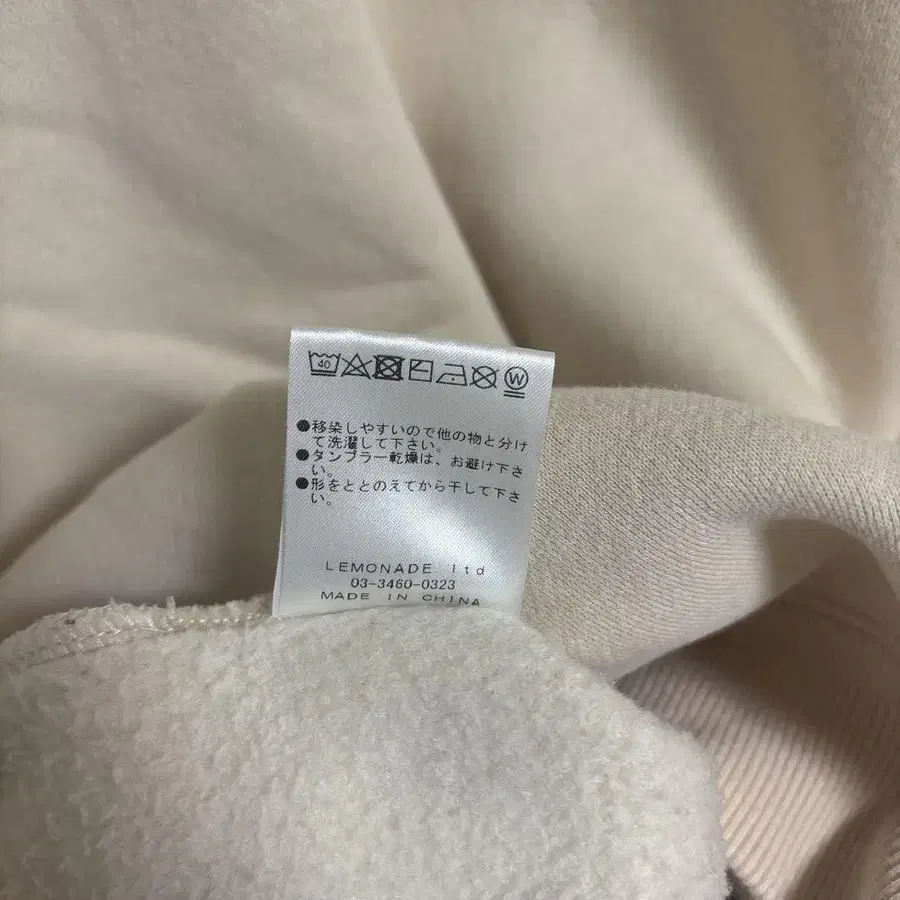 40 W
●移染しやすいので他の物と分け
て洗濯して下さい。
●タンブラー乾燥は、お避け下さ
い。
●形をととのえてから干して下さ
い。
LEMONADE. ltd
03-3460-0323
MADE IN CHINA